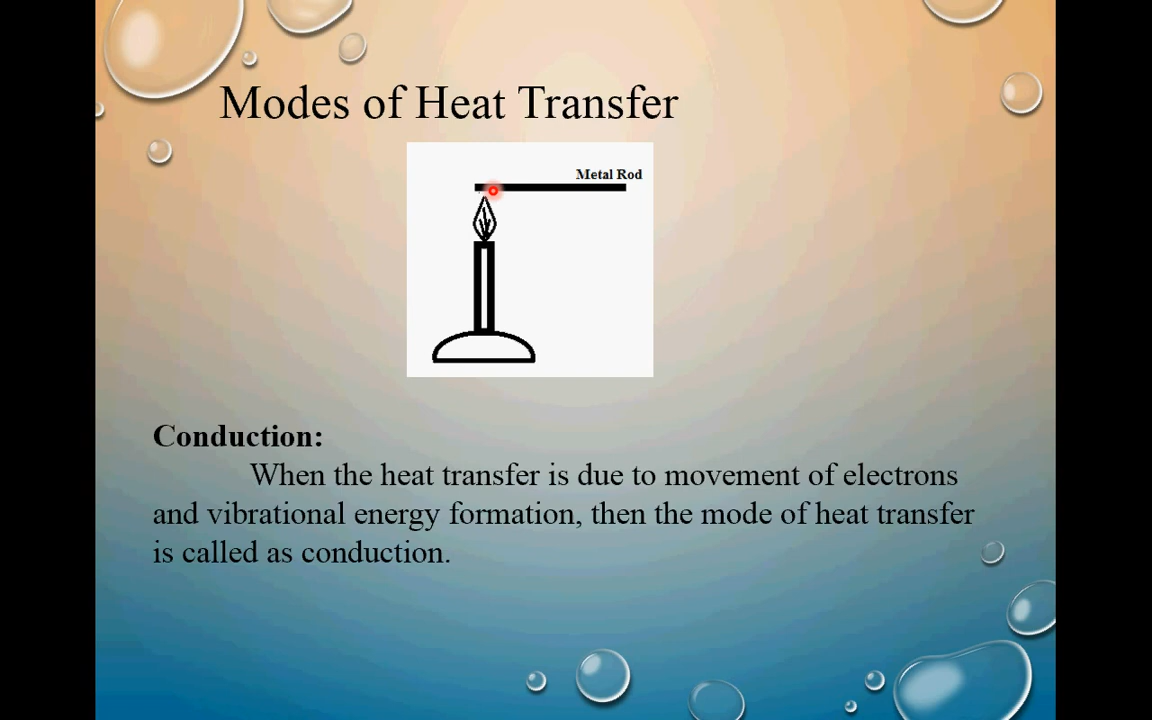 Modes of Heat Transfer
Metal Rod
Conduction:
When the heat transfer is due to movement of electrons
and vibrational energy formation, then the mode of heat transfer
is called as conduction.